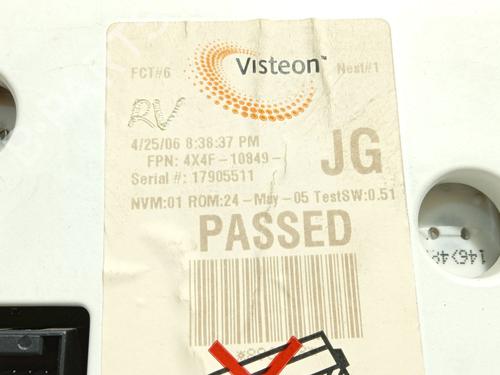 Visteon™
FCT#6 Nest#1
RV
4/25/06 8:38:37 PM
FPN: 4X4F-10849-
JG
Serial #: 17905511
NVM:01 ROM:24-May-05 TestSW:0.51
PASSED